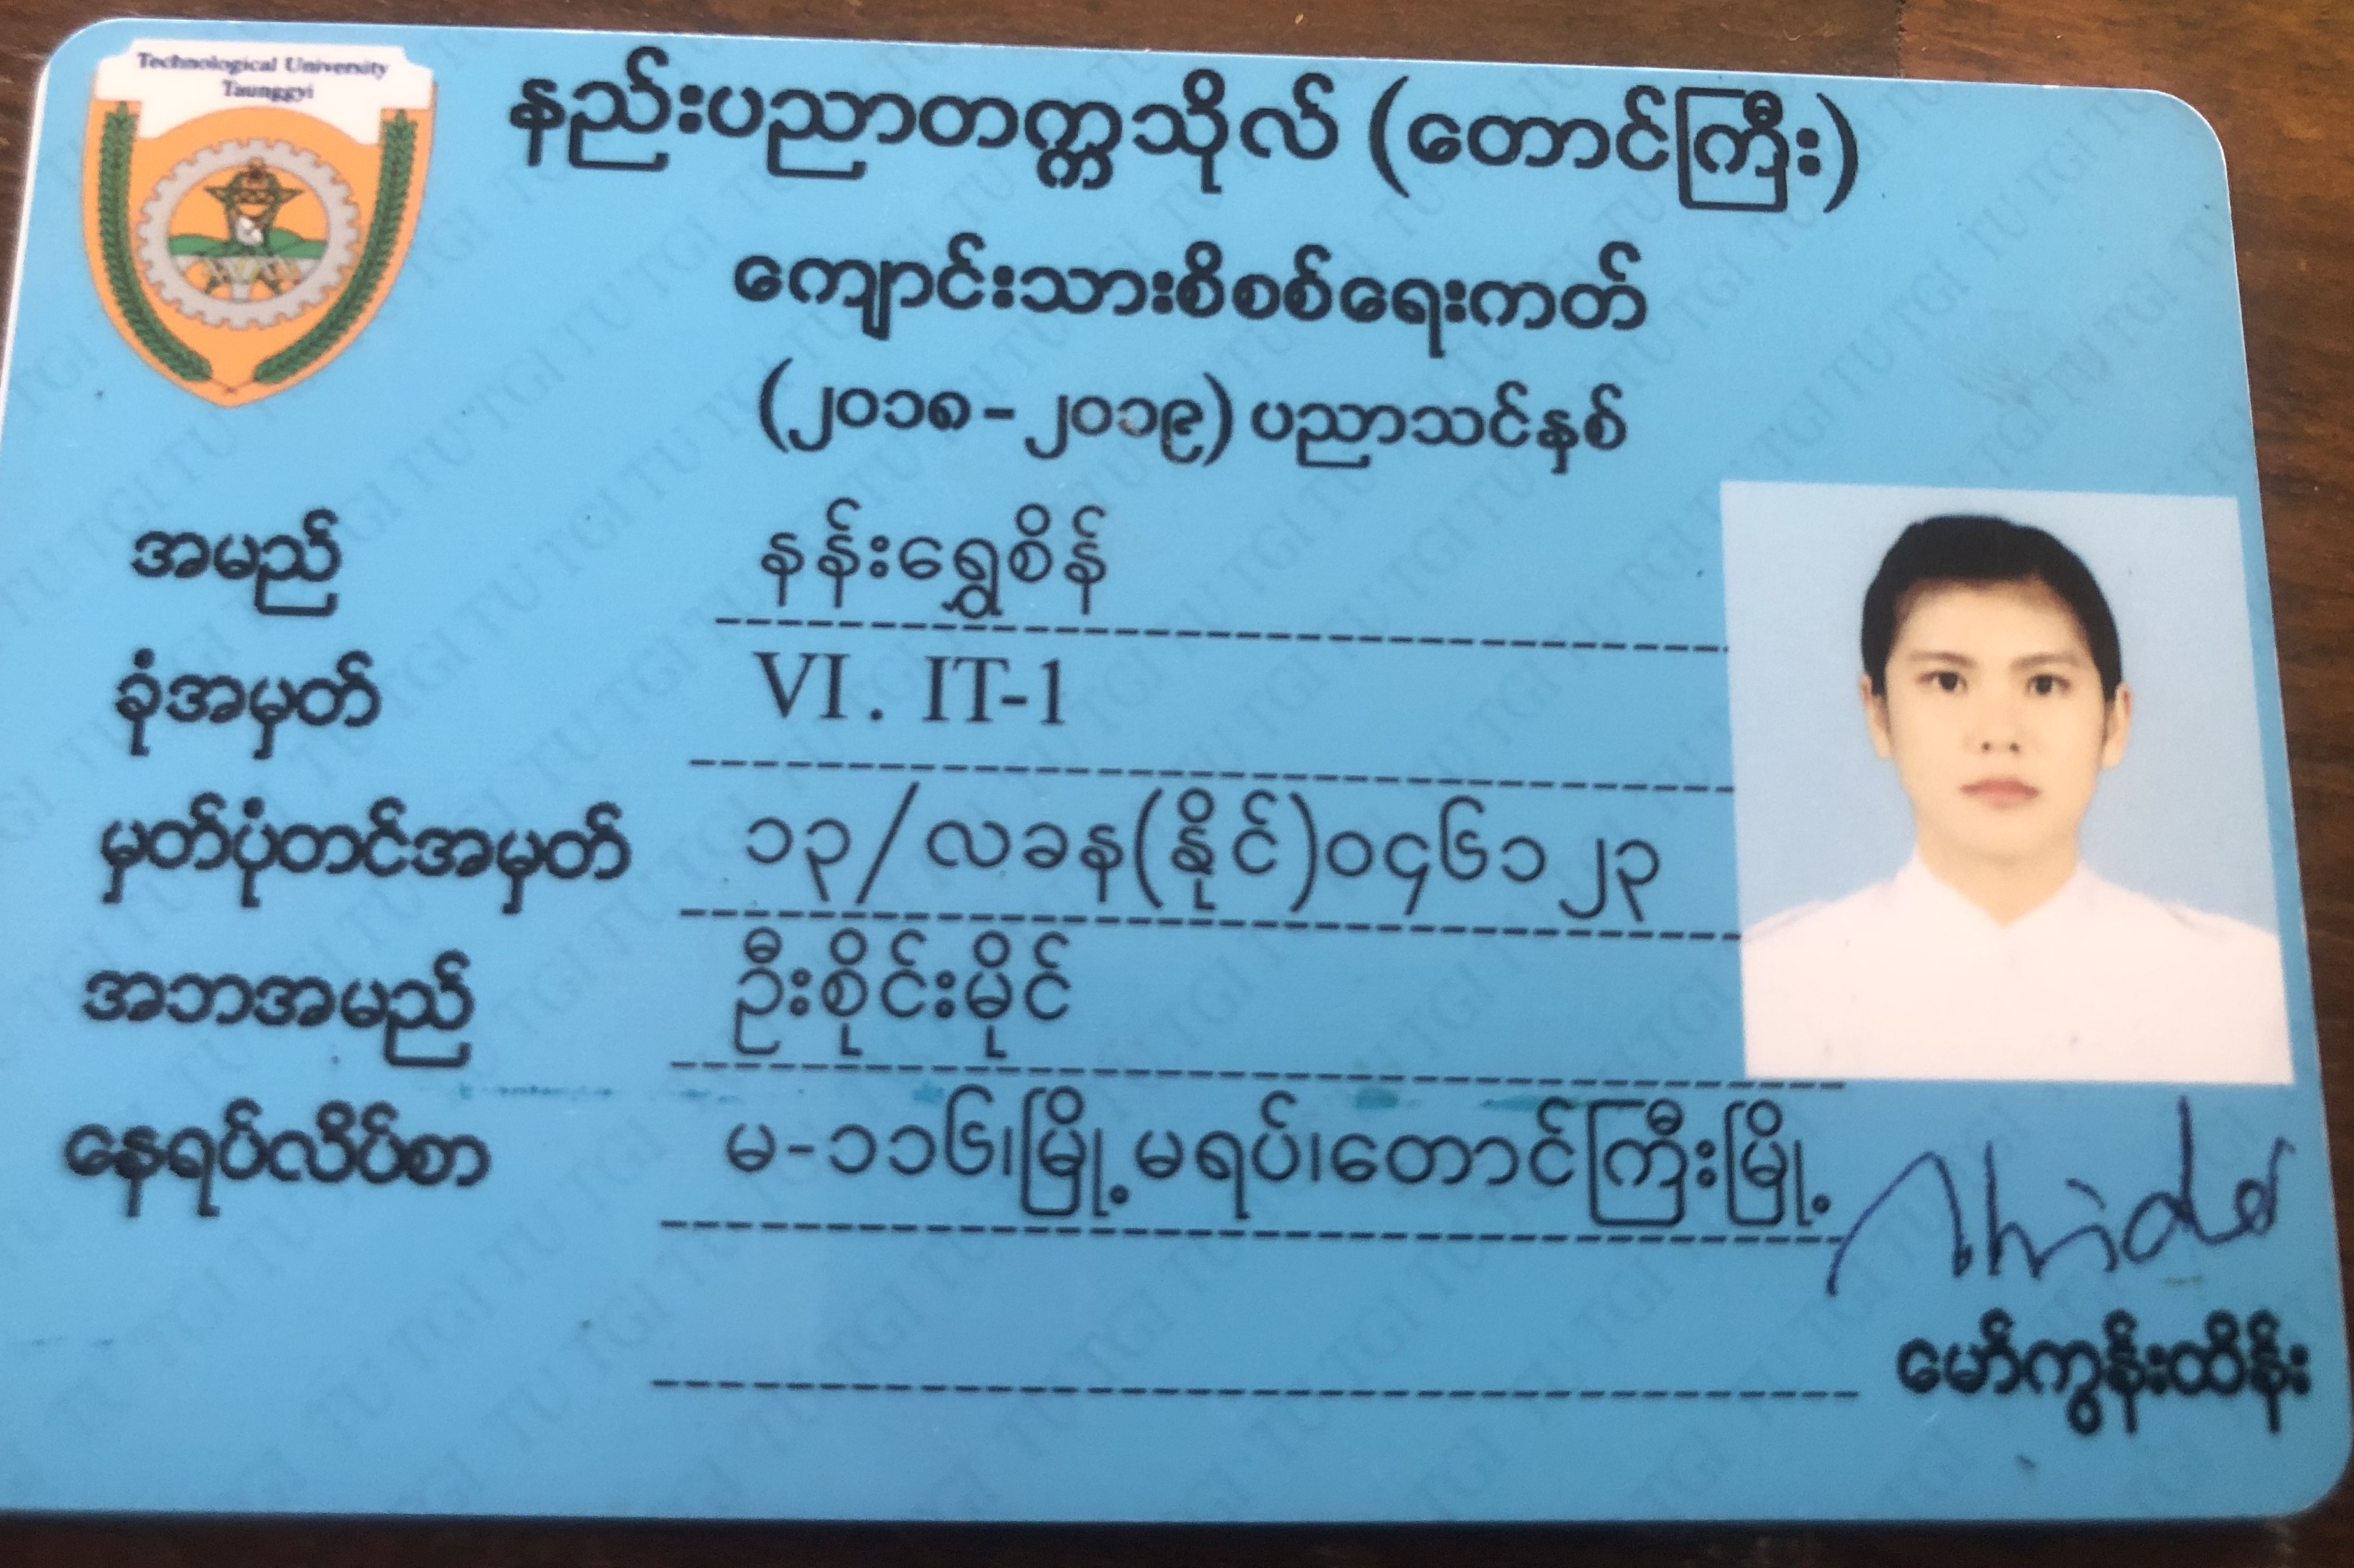 Technological University
Taunggyi
နည်းပညာတက္ကသိုလ် (တောင်ကြီး)
ကျောင်းသားစိစစ်ရေးကတ်
(၂၀၁၈-၂၀၁၉) ပညာသင်နှစ်
အမည် နန်းရွှေစိန်
ခုံအမှတ် VI. IT-1
မှတ်ပုံတင်အမှတ် ၁၃/လခန(နိုင်)၀၄၆၁၂၃
အဘအမည် ဦးစိုင်းမိုင်
နေရပ်လိပ်စာ မ-၁၁၆၊မြို့မရပ်၊တောင်ကြီးမြို့
မော်ကွန်းထိန်း